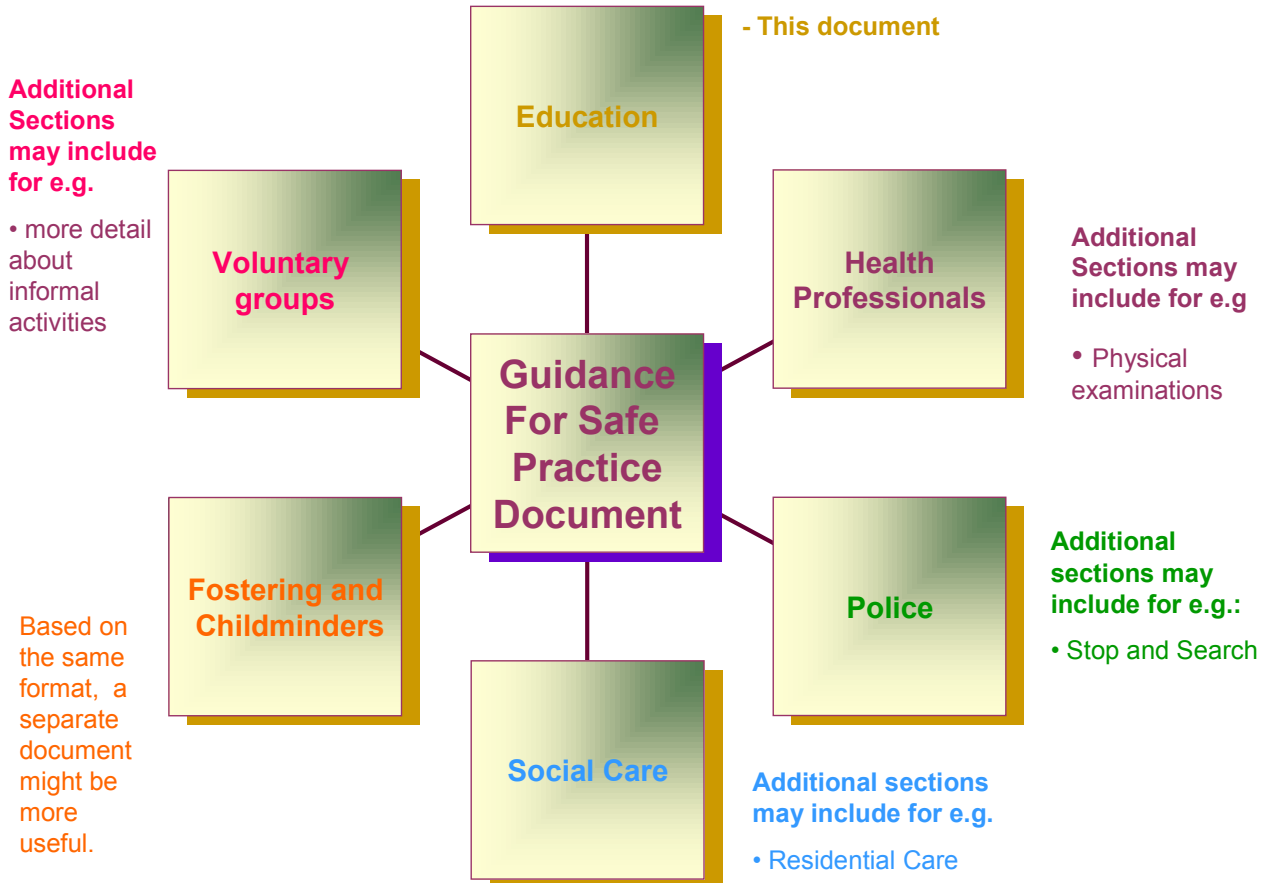 - This document
Education
Additional
Sections
may include
for e.g.
• more detail
about
informal
activities
Voluntary
groups
Health
Professionals
Additional
Sections may
include for e.g
• Physical
examinations
Guidance
For Safe
Practice
Document
Fostering and
Childminders
Based on
the same
format, a
separate
document
might be
more
useful.
Police
Additional
sections may
include for e.g.:
• Stop and Search
Social Care
Additional sections
may include for e.g.
• Residential Care